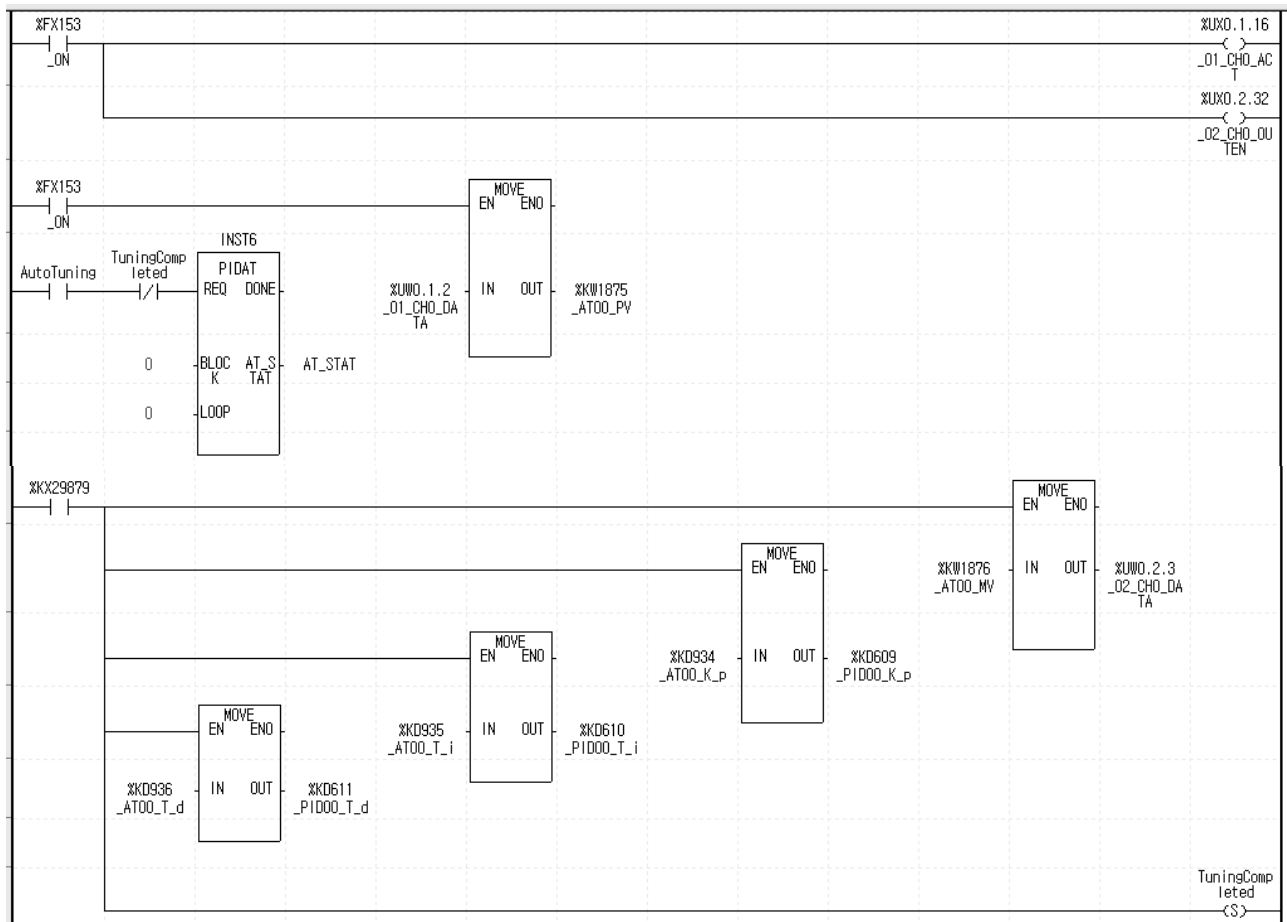 %FX153
_ON
%UX0.1.16
_01_CH0_AC
T
%UX0.2.32
_02_CH0_OU
TEN
%FX153
_ON
MOVE
EN ENO
%UW0.1.2
_01_CH0_DA
TA
IN OUT
%KW1875
_AT00_PV
INST6
AutoTuning
TuningComp
leted
PIDAT
REQ DONE
0
BLOC
K
AT_S
TAT
AT_STAT
0
LOOP
%KX29879
MOVE
EN ENO
%KW1876
_AT00_MV
IN OUT
%UW0.2.3
_02_CH0_DA
TA
MOVE
EN ENO
%KD934
_AT00_K_p
IN OUT
%KD609
_PID00_K_p
MOVE
EN ENO
%KD935
_AT00_T_i
IN OUT
%KD610
_PID00_T_i
MOVE
EN ENO
%KD936
_AT00_T_d
IN OUT
%KD611
_PID00_T_d
TuningComp
leted
S